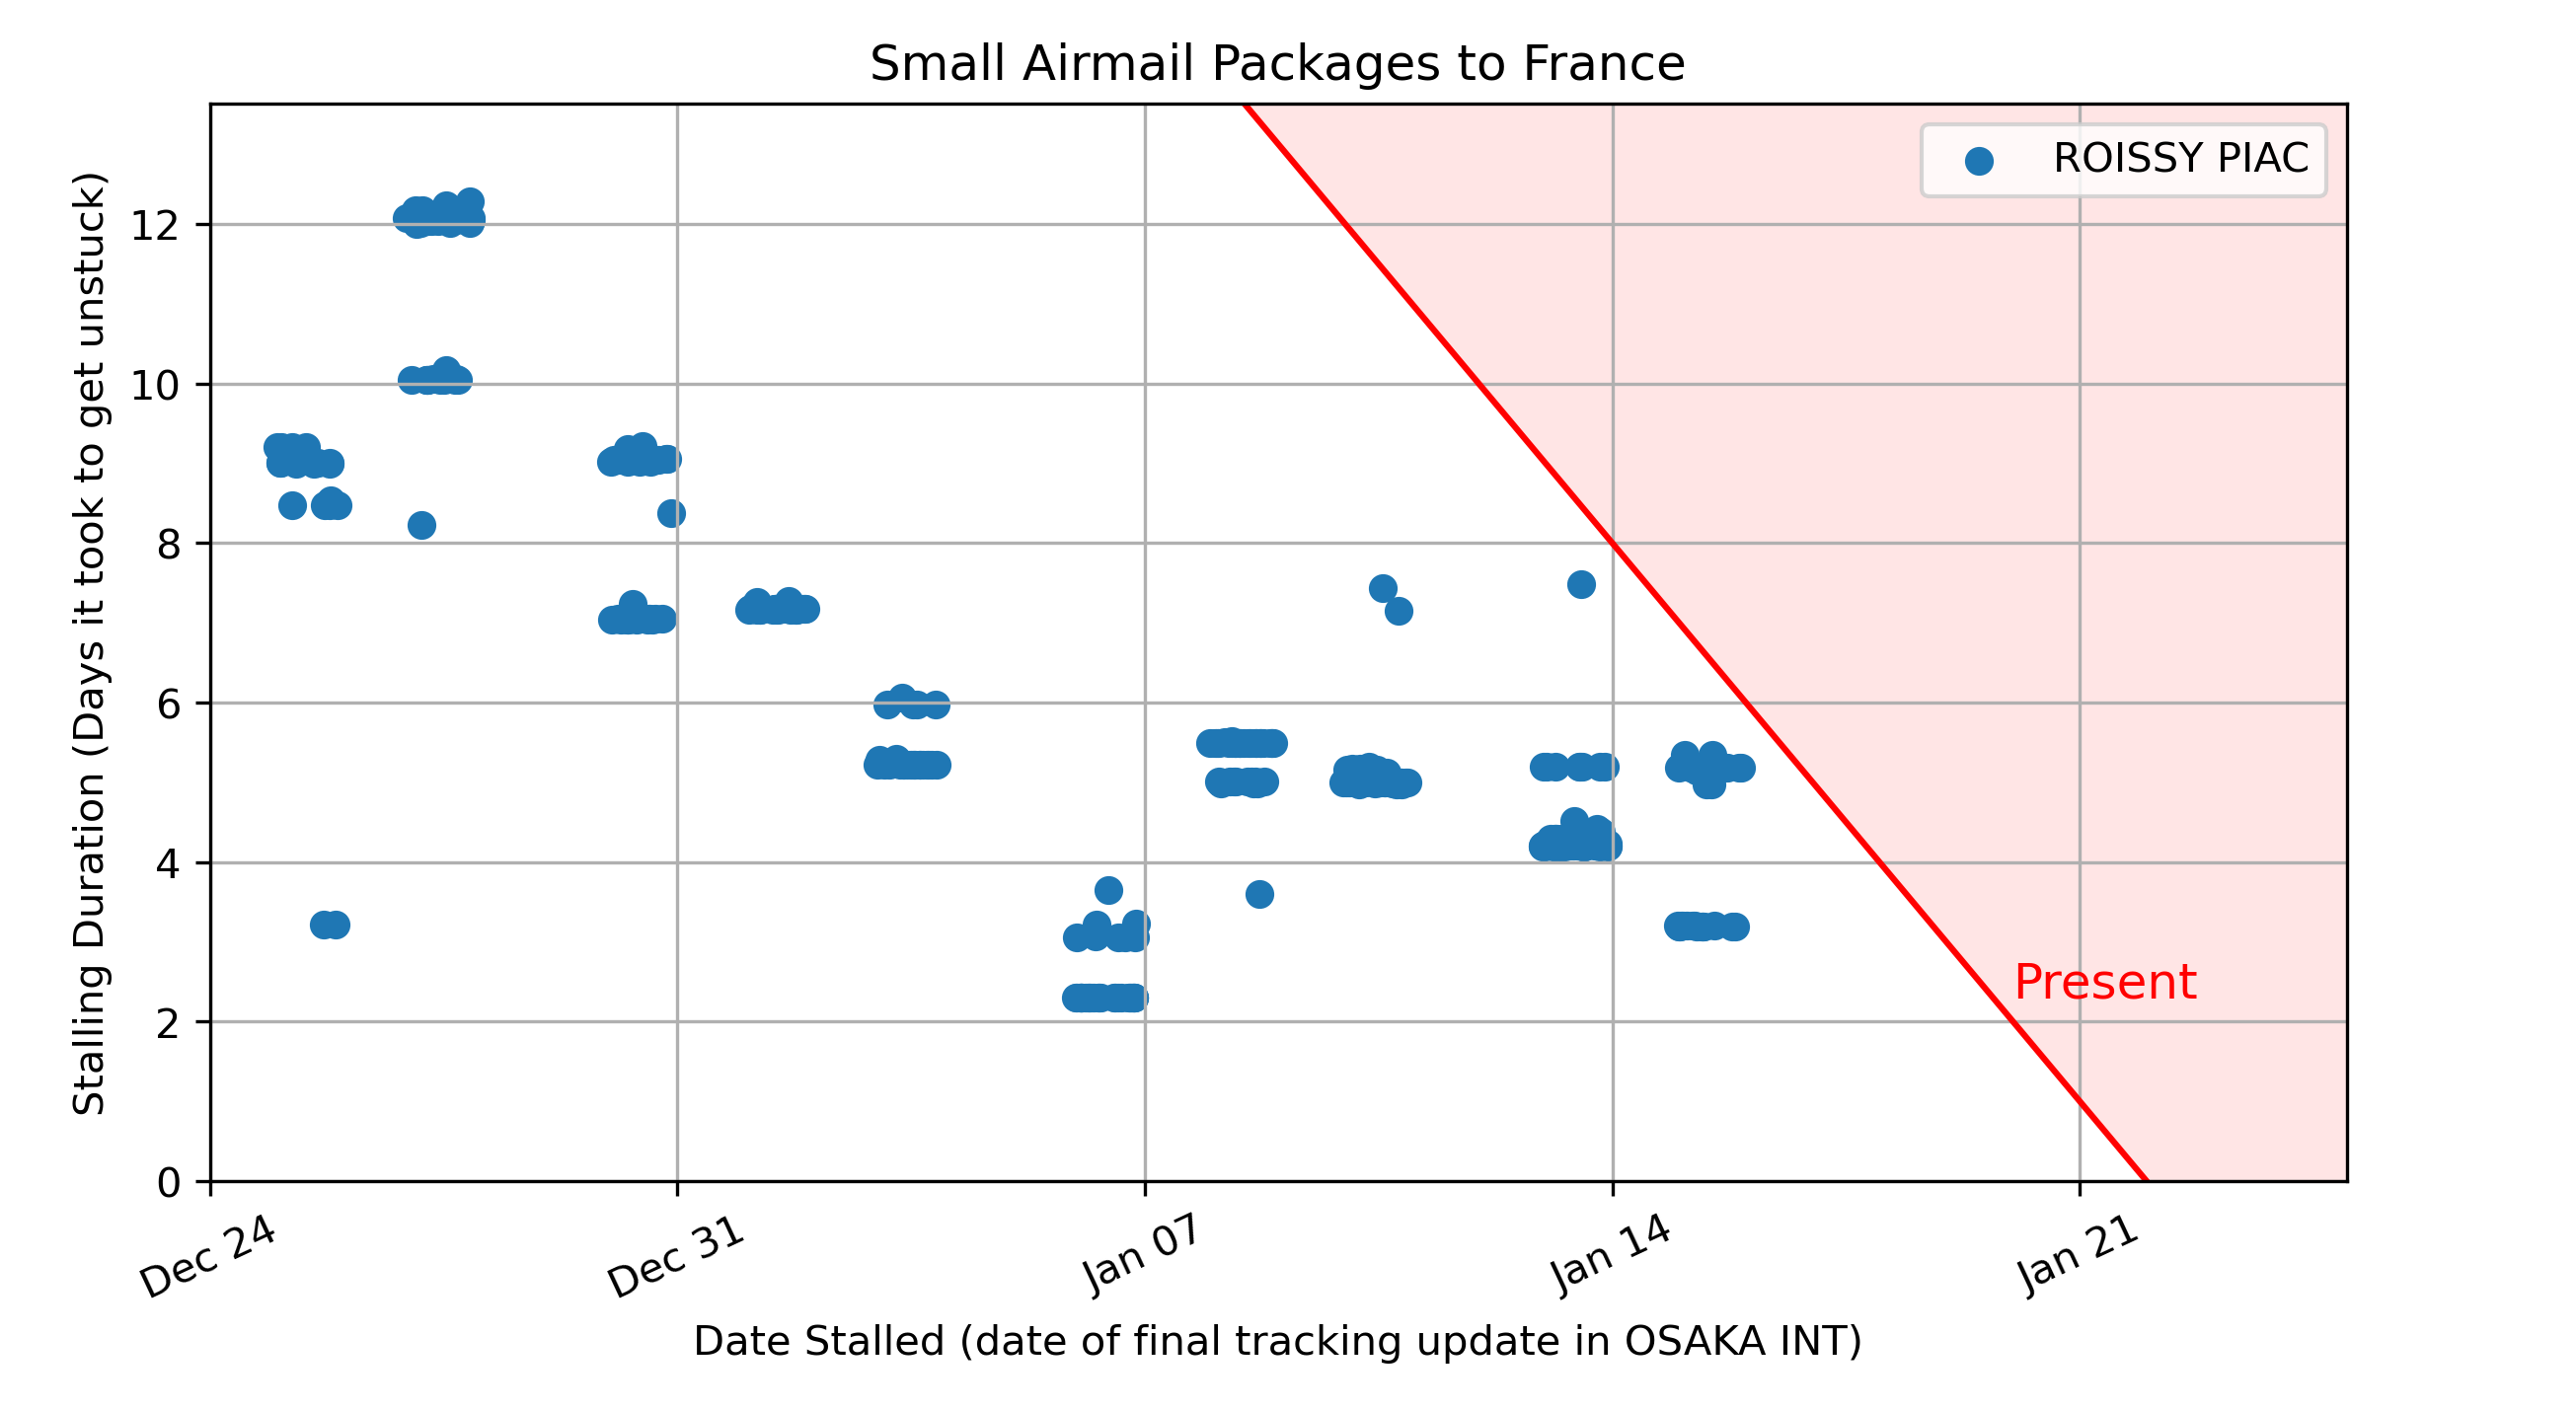 Small Airmail Packages to France
ROISSY PIAC
Stalling Duration (Days it took to get unstuck)
12
10
8
6
4
2
0
Present
Dec 24
Dec 31
Jan 07
Jan 14
Jan 21
Date Stalled (date of final tracking update in OSAKA INT)